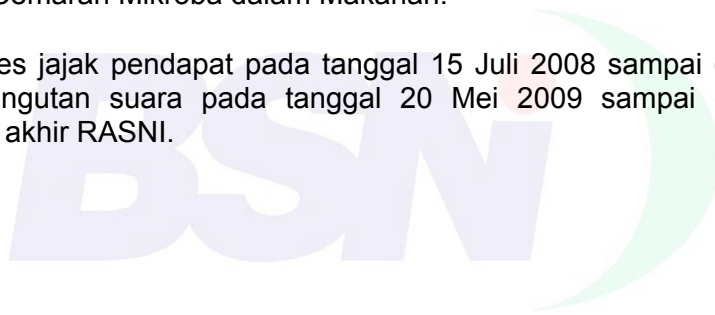 es jajak pendapat pada tanggal 15 Juli 2008 sampai
ngutan suara pada tanggal 20 Mei 2009 sampai
akhir RASNI.
BSN